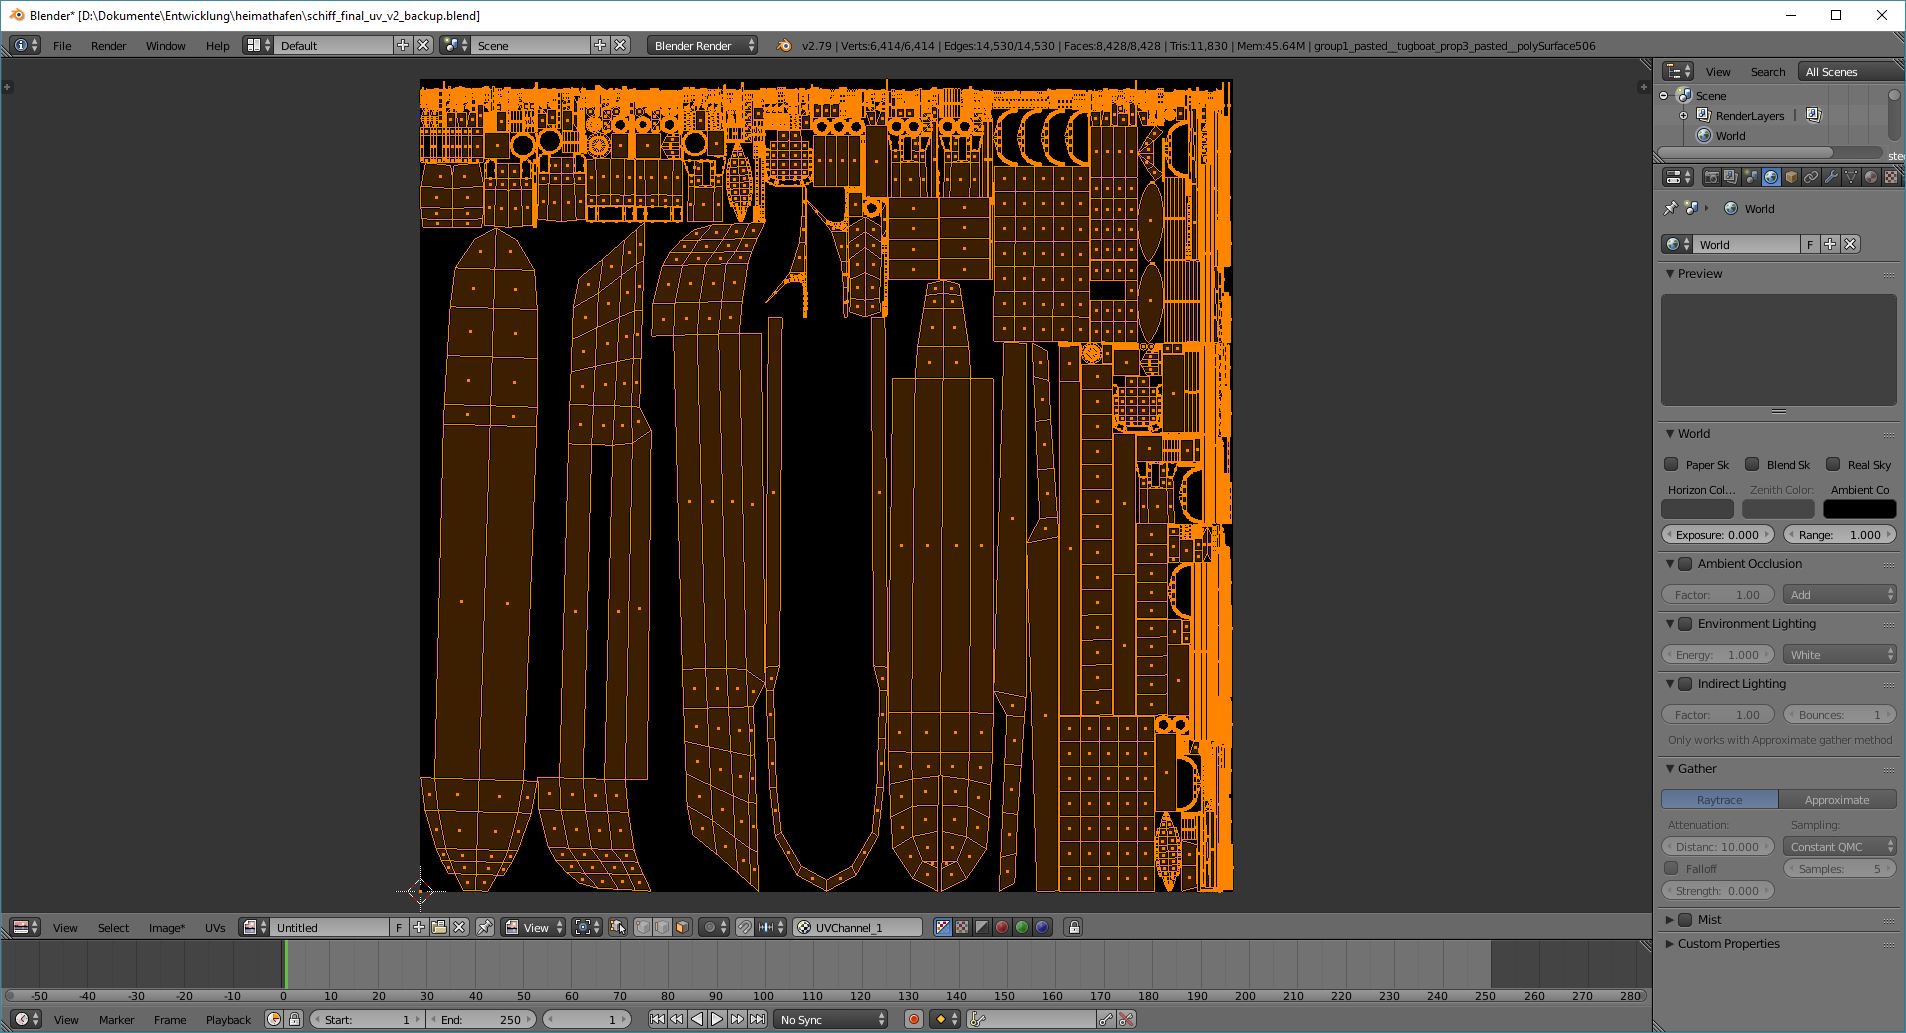 Blender* [D:\Dokumente\Entwicklung\heimathafen\schiff_final_uv_v2_backup.blend]
File Render Window Help Default Scene Blender Render v2.79 | Verts:6,414/6,414 | Edges:14,530/14,530 | Faces:8,428/8,428 | Tris:11,830 | Mem:45.64M | group1_pasted__tugboat_prop3_pasted__polySurface506
View Search All Scenes
Scene
RenderLayers
World
World
World F
Preview
World
Paper Sk Blend Sk Real Sky
Horizon Col... Zenith Color: Ambient Co
Exposure: 0.000 Range: 1.000
Ambient Occlusion
Factor: 1.00 Add
Environment Lighting
Energy: 1.000 White
Indirect Lighting
Factor: 1.00 Bounces: 1
Only works with Approximate gather method
Gather
Raytrace Approximate
Attenuation: Sampling:
Distanc: 10.000 Constant QMC
Falloff Samples: 5
Strength: 0.000
Mist
Custom Properties
View Select Image* UVs Untitled F View UVChannel_1
-50 -40 -30 -20 -10 0 10 20 30 40 50 60 70 80 90 100 110 120 130 140 150 160 170 180 190 200 210 220 230 240 250 260 270 280
View Marker Frame Playback Start: 1 End: 250 1 No Sync